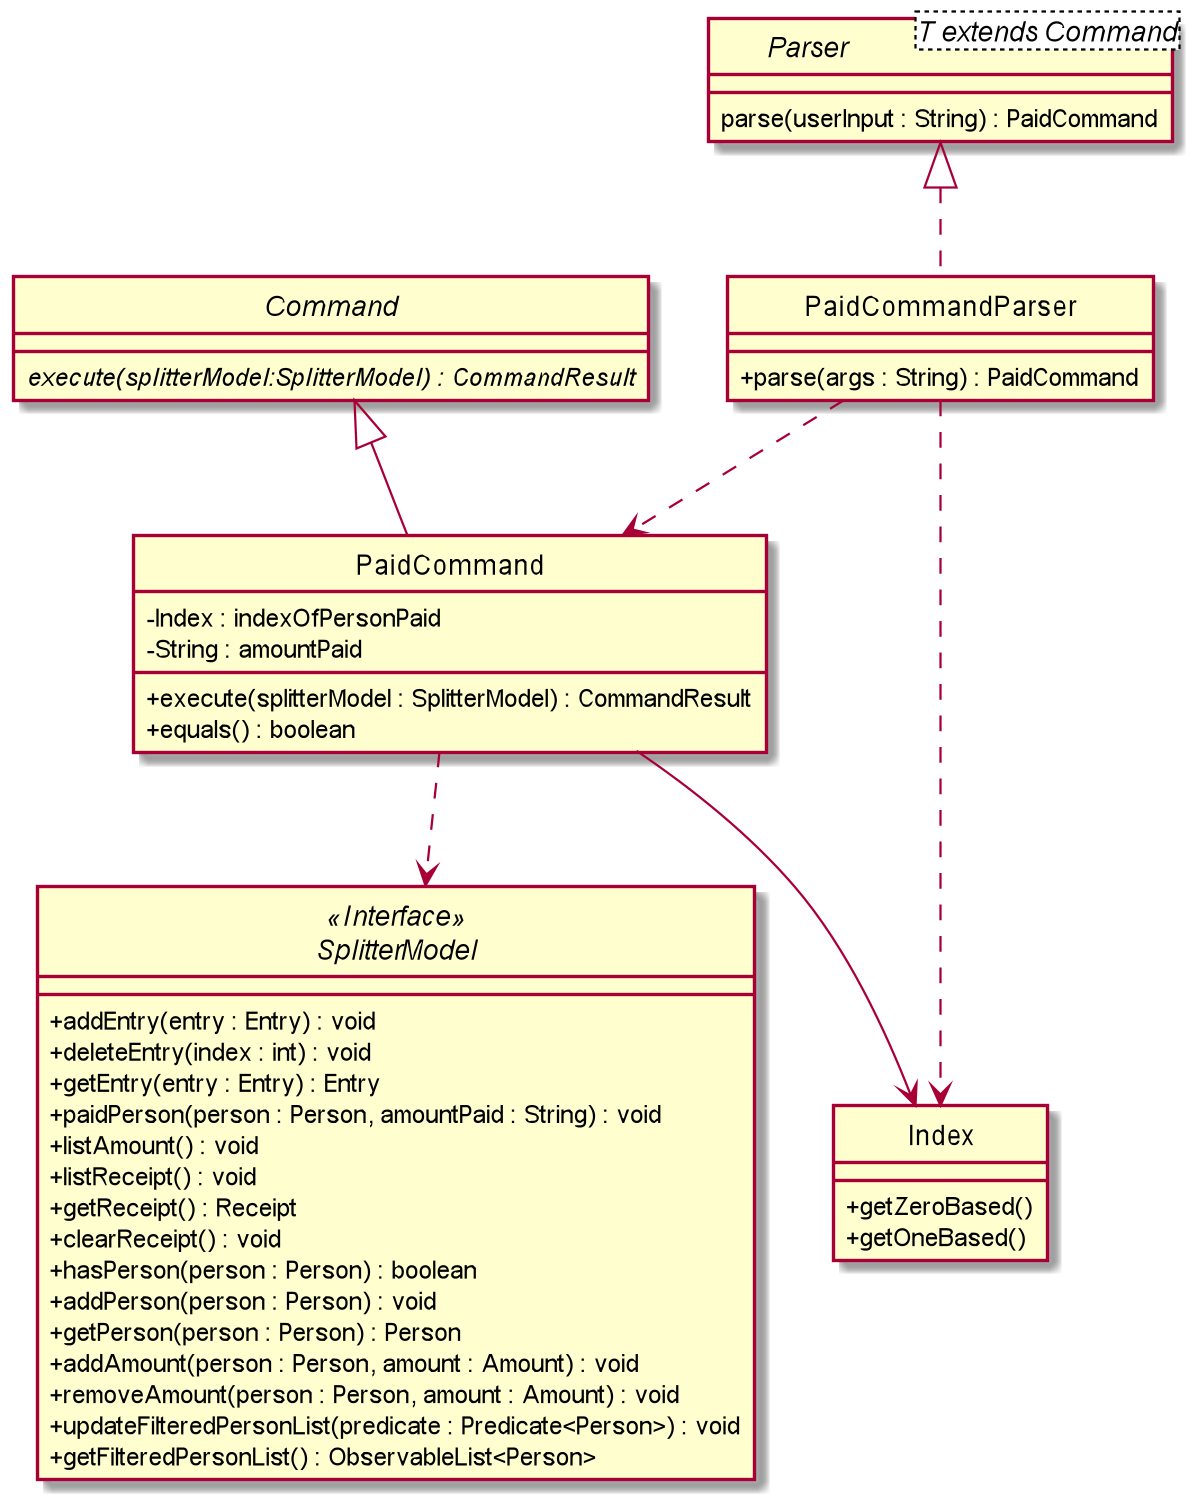 T extends Command
Parser
parse(userInput : String) : PaidCommand
Command
execute(splitterModel:SplitterModel) : CommandResult
PaidCommandParser
+parse(args : String) : PaidCommand
PaidCommand
-Index : indexOfPersonPaid
-String : amountPaid
+execute(splitterModel : SplitterModel) : CommandResult
+equals() : boolean
«Interface»
SplitterModel
+addEntry(entry : Entry) : void
+deleteEntry(index : int) : void
+getEntry(entry : Entry) : Entry
+paidPerson(person : Person, amountPaid : String) : void
+listAmount() : void
+listReceipt() : void
+getReceipt() : Receipt
+clearReceipt() : void
+hasPerson(person : Person) : boolean
+addPerson(person : Person) : void
+getPerson(person : Person) : Person
+addAmount(person : Person, amount : Amount) : void
+removeAmount(person : Person, amount : Amount) : void
+updateFilteredPersonList(predicate : Predicate<Person>) : void
+getFilteredPersonList() : ObservableList<Person>
Index
+getZeroBased()
+getOneBased()